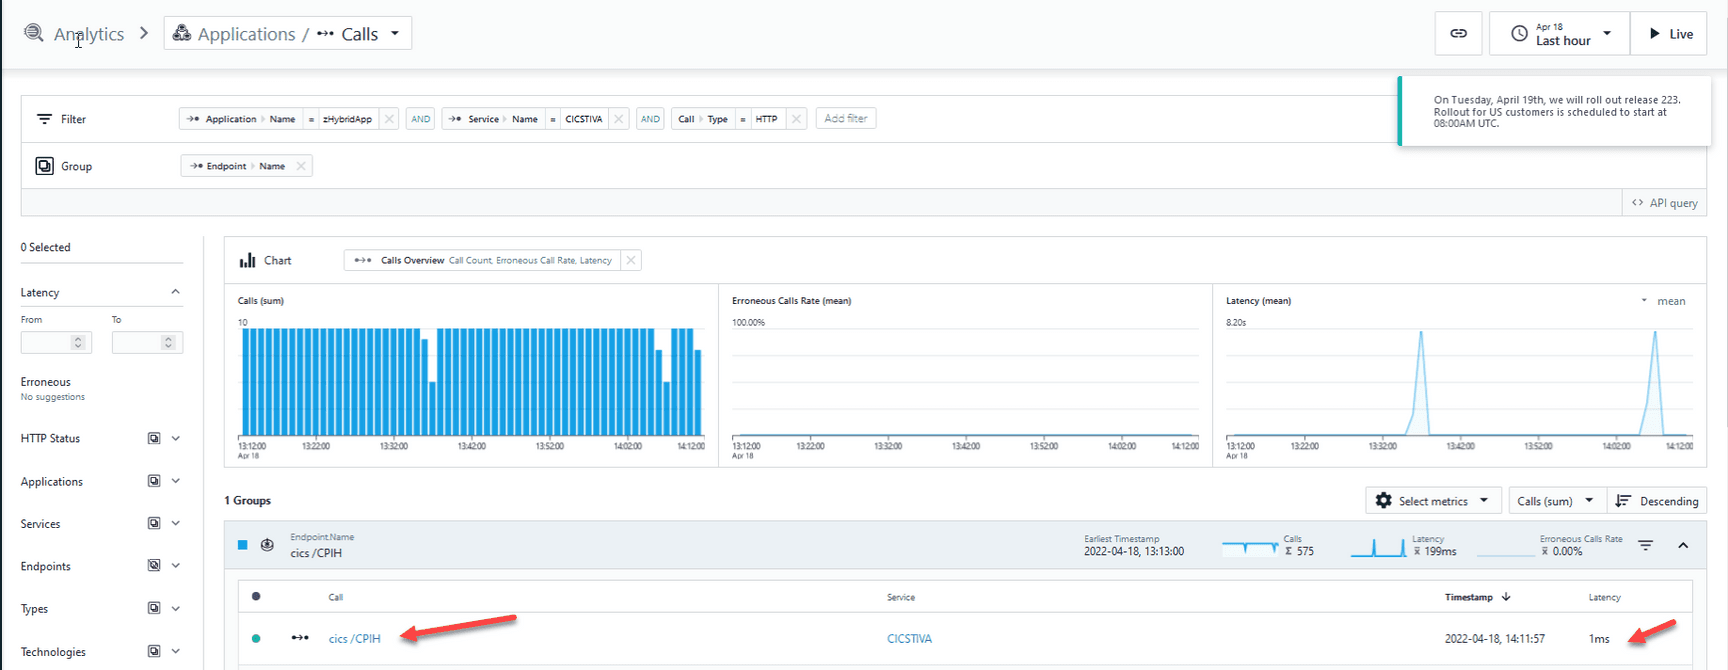 Analytics > Applications / Calls
Apr 18
Last hour
Live
On Tuesday, April 19th, we will roll out release 223.
Rollout for US customers is scheduled to start at
08:00AM UTC.
Filter
Application › Name = zHybridApp
AND
Service › Name = CICSTIVA
AND
Call › Type = HTTP
Add filter
Group
Endpoint › Name
<> API query
0 Selected
Latency
From
To
Erroneous
No suggestions
HTTP Status
Applications
Services
Endpoints
Types
Technologies
Chart
Calls Overview Call Count, Erroneous Call Rate, Latency
Calls (sum)
10
13:12:00 13:22:00 13:32:00 13:42:00 13:52:00 14:02:00 14:12:00
Apr 18
Erroneous Calls Rate (mean)
100.00%
13:12:00 13:22:00 13:32:00 13:42:00 13:52:00 14:02:00 14:12:00
Apr 18
Latency (mean)
mean
8.20s
13:12:00 13:22:00 13:32:00 13:42:00 13:52:00 14:02:00 14:12:00
Apr 18
1 Groups
Select metrics
Calls (sum)
Descending
Endpoint.Name
cics /CPIH
Earliest Timestamp
2022-04-18, 13:13:00
Calls
Σ 575
Latency
x̄ 199ms
Erroneous Calls Rate
x̄ 0.00%
Call Service Timestamp Latency
cics /CPIH CICSTIVA 2022-04-18, 14:11:57 1ms